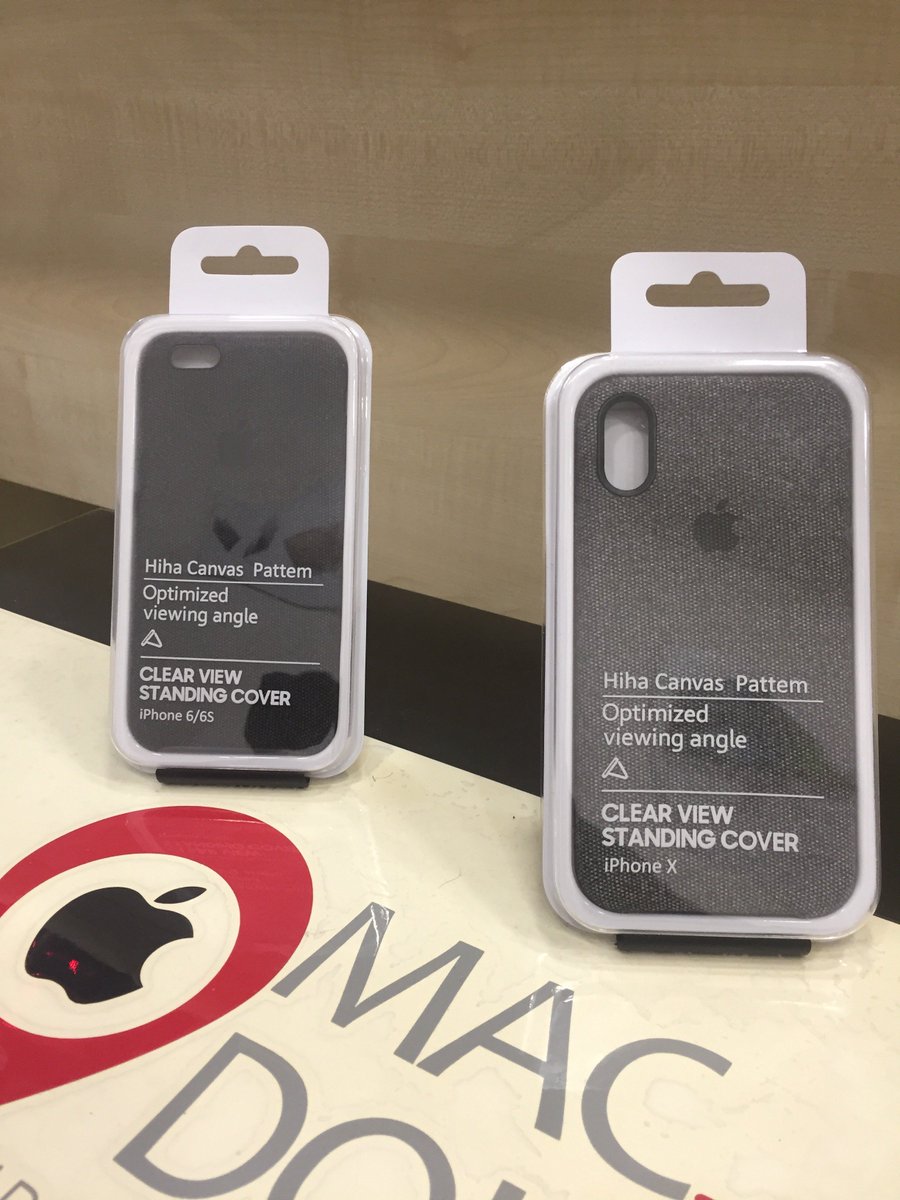 Hiha Canvas Pattem
Optimized
viewing angle
CLEAR VIEW
STANDING COVER
iPhone 6/6S
Hiha Canvas Pattem
Optimized
viewing angle
CLEAR VIEW
STANDING COVER
iPhone X
MAC